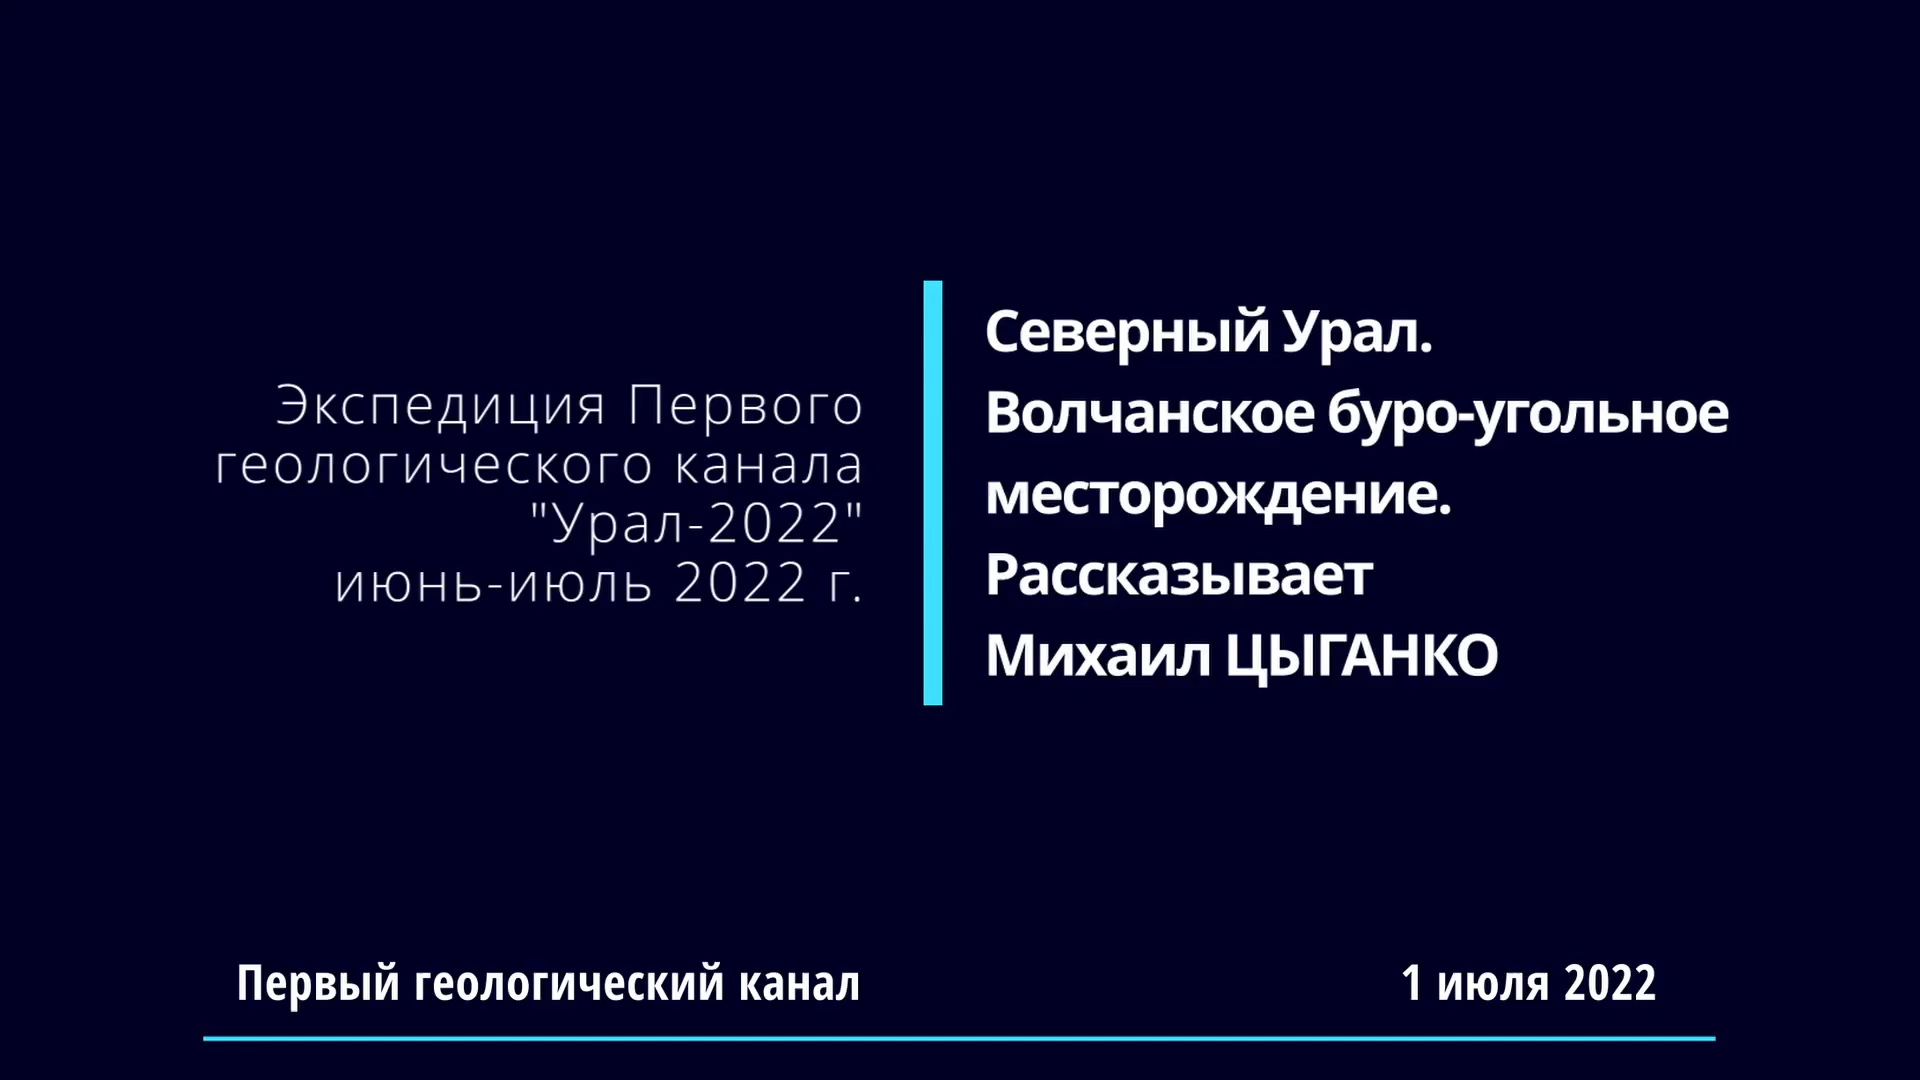 Экспедиция Первого
геологического канала
"Урал-2022"
июнь-июль 2022 г.
Северный Урал.
Волчанское буро-угольное
месторождение.
Рассказывает
Михаил ЦЫГАНКО
Первый геологический канал
1 июля 2022